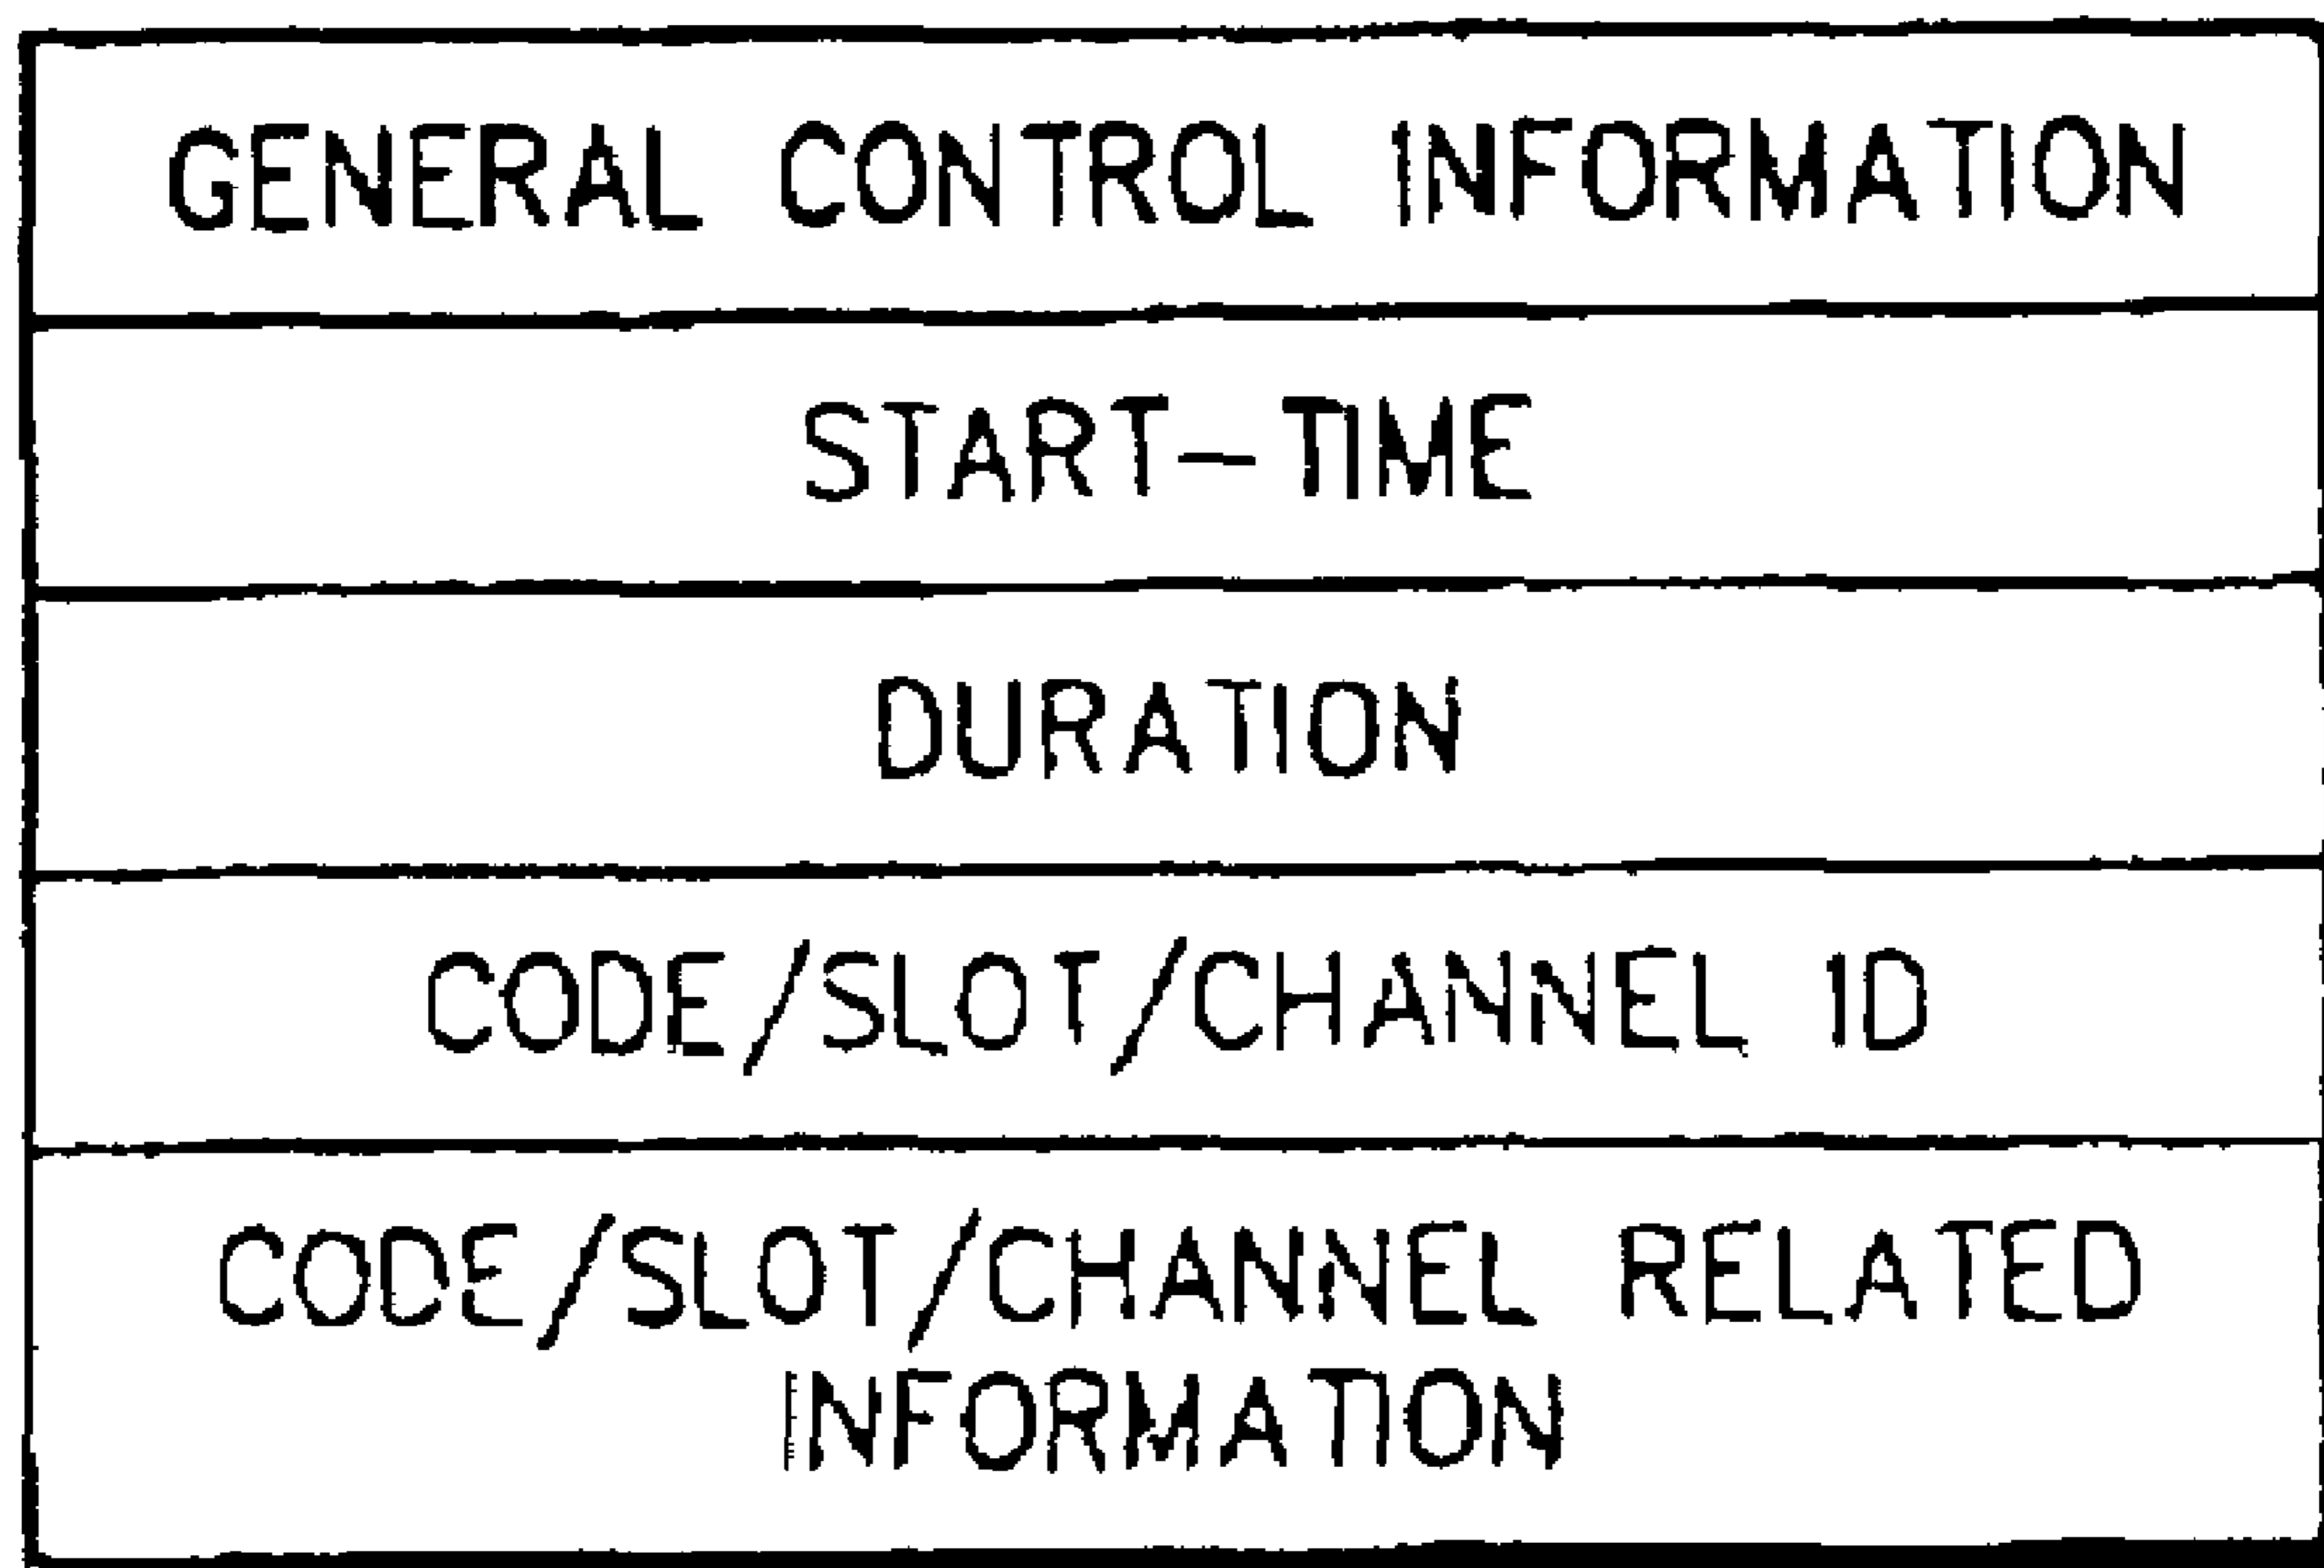 GENERAL CONTROL INFORMATION
START-TIME
DURATION
CODE/SLOT/CHANNEL ID
CODE/SLOT/CHANNEL RELATED
INFORMATION